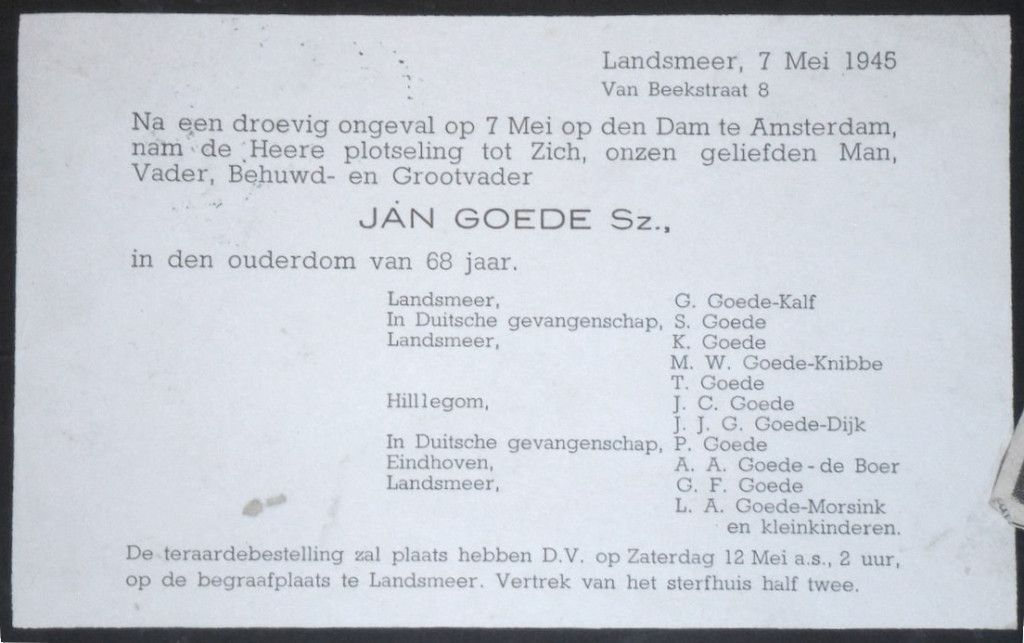 Landsmeer, 7 Mei 1945
Van Beekstraat 8
Na een droevig ongeval op 7 Mei op den Dam te Amsterdam,
nam de Heere plotseling tot Zich, onzen geliefden Man,
Vader, Behuwd- en Grootvader
JAN GOEDE Sz.,
in den ouderdom van 68 jaar.
Landsmeer, G. Goede-Kalf
In Duitsche gevangenschap, S. Goede
Landsmeer, K. Goede
M. W. Goede-Knibbe
T. Goede
Hilllegom, J. C. Goede
J. J. G. Goede-Dijk
In Duitsche gevangenschap, P. Goede
Eindhoven, A. A. Goede - de Boer
Landsmeer, G. F. Goede
L. A. Goede-Morsink
en kleinkinderen.
De teraardebestelling zal plaats hebben D.V. op Zaterdag 12 Mei a.s., 2 uur,
op de begraafplaats te Landsmeer. Vertrek van het sterfhuis half twee.